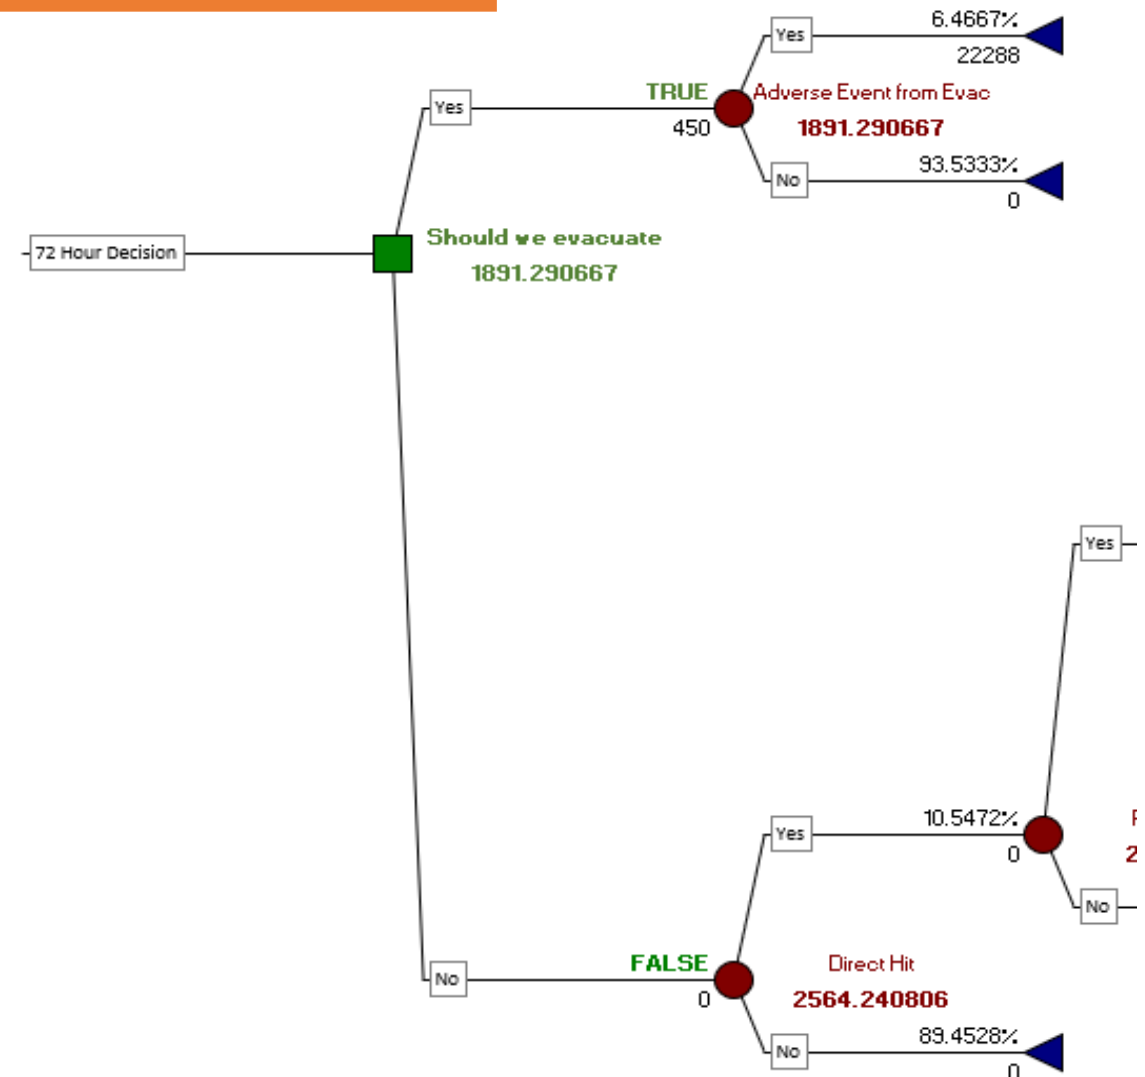 6.4667%
Yes
22288
TRUE
Adverse Event from Evac
Yes
450
1891.290667
93.5333%
No
0
72 Hour Decision
Should we evacuate
1891.290667
Yes
10.5472%
Yes
0
No
FALSE
Direct Hit
No
0
2564.240806
89.4528%
No
0